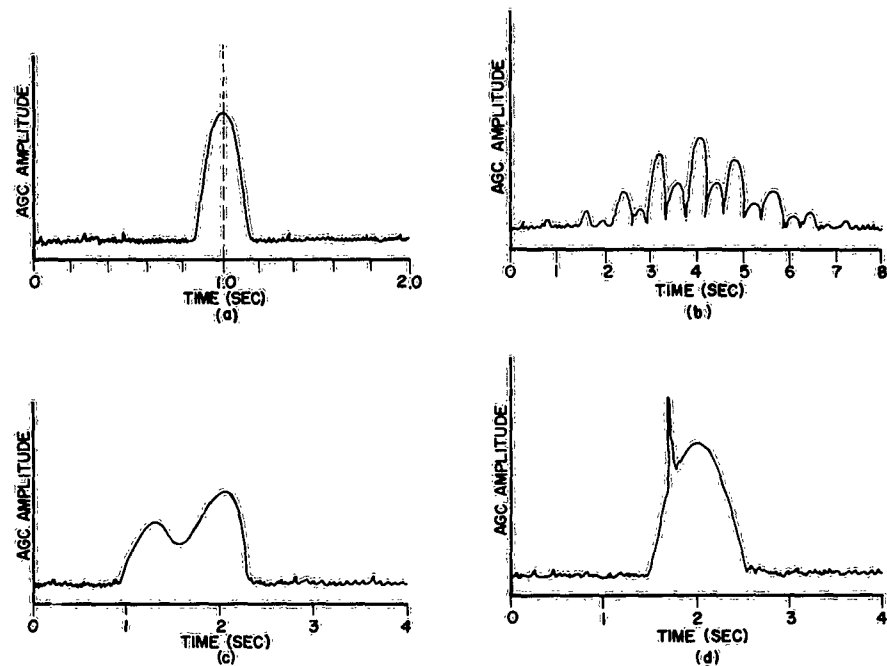 AGC AMPLITUDE
0 1.0 2.0
TIME (SEC)
(a)
AGC AMPLITUDE
0 1 2 3 4 5 6 7 8
TIME (SEC)
(b)
AGC AMPLITUDE
0 1 2 3 4
TIME (SEC)
(c)
AGC AMPLITUDE
0 1 2 3 4
TIME (SEC)
(d)